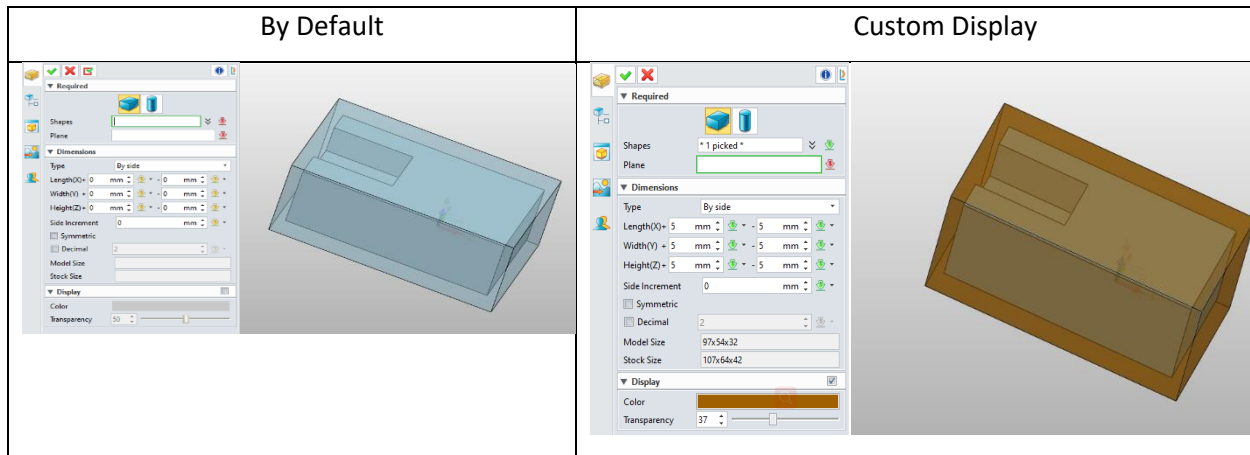 By Default
Custom Display
Required
Shapes
Plane
Dimensions
Type By side
Length(X)+ 0 mm - 0 mm
Width(Y) + 0 mm - 0 mm
Height(Z)+ 0 mm - 0 mm
Side Increment 0 mm
Symmetric
Decimal 2
Model Size
Stock Size
Display
Color
Transparency 50
Required
Shapes * 1 picked *
Plane
Dimensions
Type By side
Length(X)+ 5 mm - 5 mm
Width(Y) + 5 mm - 5 mm
Height(Z)+ 5 mm - 5 mm
Side Increment 0 mm
Symmetric
Decimal 2
Model Size 97x54x32
Stock Size 107x64x42
Display
Color
Transparency 37